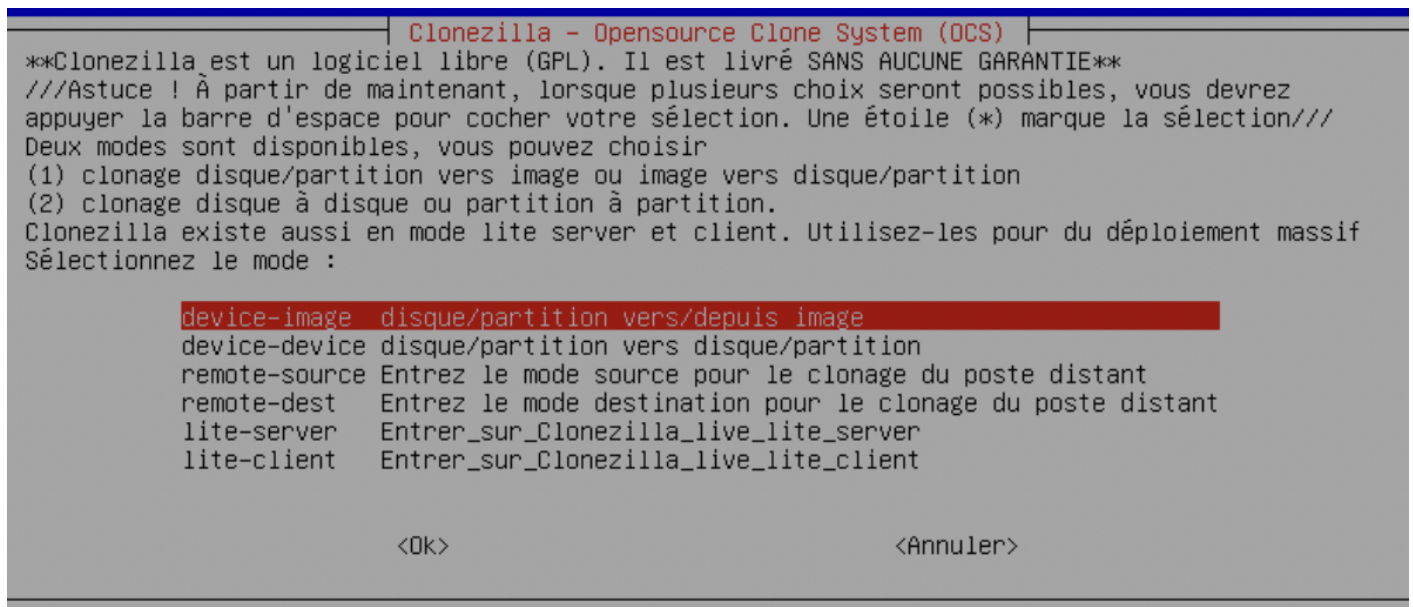 Clonezilla - Opensource Clone System (OCS)
**Clonezilla est un logiciel libre (GPL). Il est livré SANS AUCUNE GARANTIE**
///Astuce ! À partir de maintenant, lorsque plusieurs choix seront possibles, vous devrez
appuyer la barre d'espace pour cocher votre sélection. Une étoile (*) marque la sélection///
Deux modes sont disponibles, vous pouvez choisir
(1) clonage disque/partition vers image ou image vers disque/partition
(2) clonage disque à disque ou partition à partition.
Clonezilla existe aussi en mode lite server et client. Utilisez-les pour du déploiement massif
Sélectionnez le mode :
device-image disque/partition vers/depuis image
device-device disque/partition vers disque/partition
remote-source Entrez le mode source pour le clonage du poste distant
remote-dest Entrez le mode destination pour le clonage du poste distant
lite-server Entrer_sur_Clonezilla_live_lite_server
lite-client Entrer_sur_Clonezilla_live_lite_client
<Ok> <Annuler>